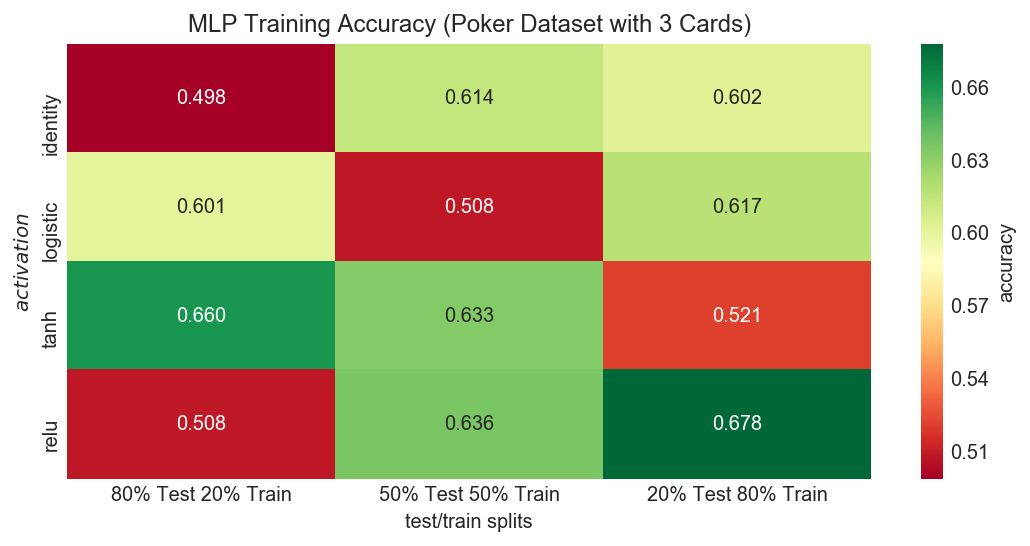 MLP Training Accuracy (Poker Dataset with 3 Cards)
activation
identity
0.498
0.614
0.602
logistic
0.601
0.508
0.617
tanh
0.660
0.633
0.521
relu
0.508
0.636
0.678
80% Test 20% Train
50% Test 50% Train
20% Test 80% Train
test/train splits
0.66
0.63
0.60
0.57
0.54
0.51
accuracy